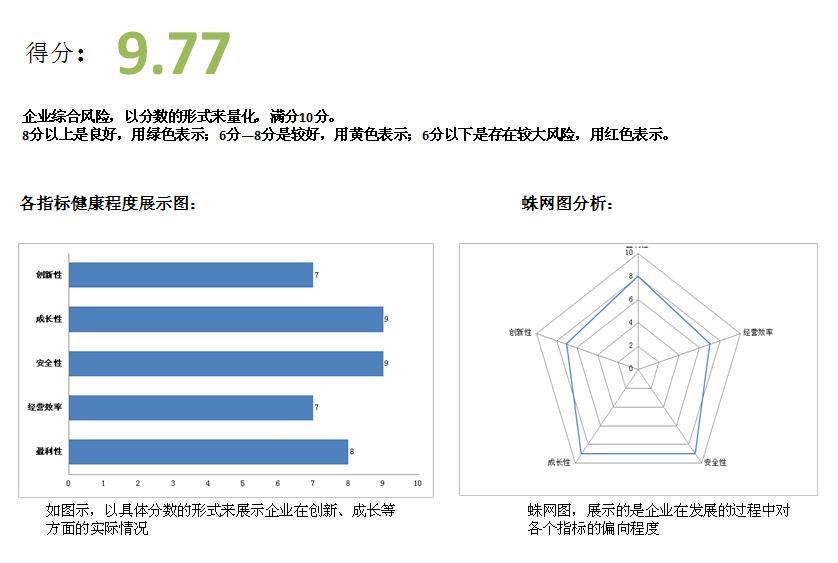 得分： 9.77
企业综合风险，以分数的形式来量化，满分10分。
8分以上是良好，用绿色表示；6分—8分是较好，用黄色表示；6分以下是存在较大风险，用红色表示。
各指标健康程度展示图：
蛛网图分析：
创新性 7
成长性 9
安全性 9
经营效率 7
盈利性 8
0 1 2 3 4 5 6 7 8 9 10
10
8
6
4
2
0
创新性
经营效率
成长性
安全性
如图示，以具体分数的形式来展示企业在创新、成长等
方面的实际情况
蛛网图，展示的是企业在发展的过程中对
各个指标的偏向程度